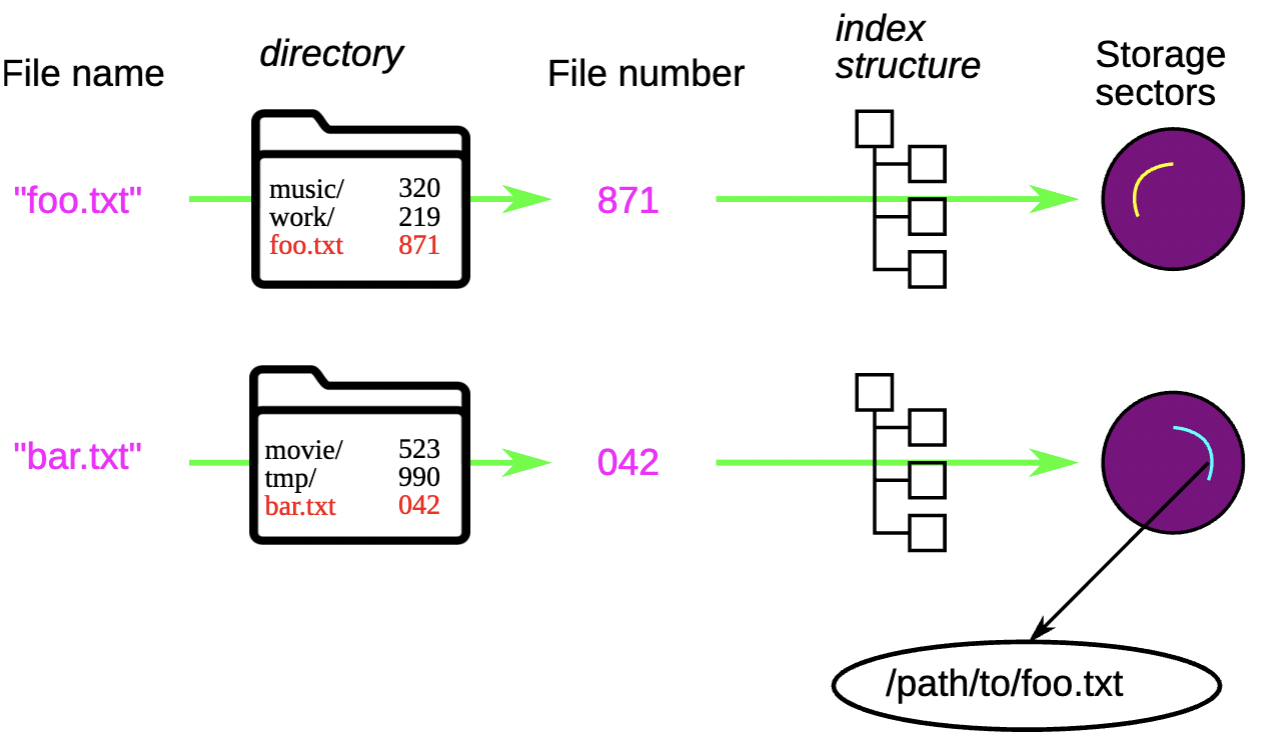 File name
directory
File number
index
structure
Storage
sectors
"foo.txt"
music/ 320
work/ 219
foo.txt 871
871
"bar.txt"
movie/ 523
tmp/ 990
bar.txt 042
042
/path/to/foo.txt